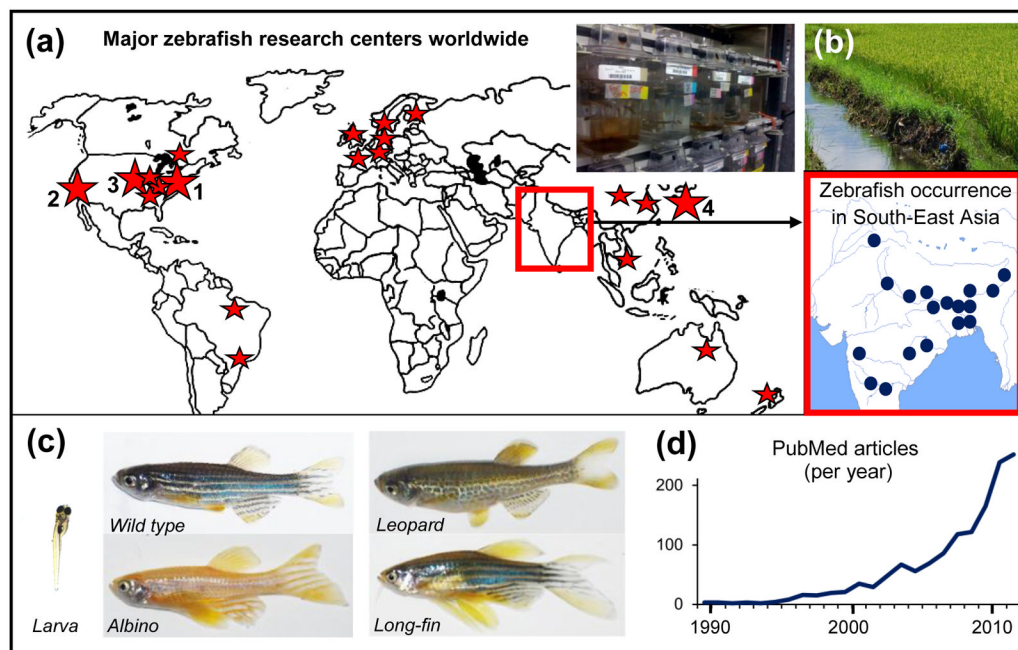 (a) Major zebrafish research centers worldwide
(b)
3
2
1
4
Zebrafish occurrence
in South-East Asia
(c)
Wild type
Leopard
Larva
Albino
Long-fin
(d)
PubMed articles
(per year)
200
100
0
1990
2000
2010